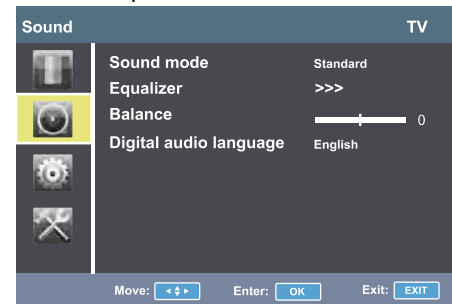 Sound TV
Sound mode Standard
Equalizer >>>
Balance 0
Digital audio language English
Move: Enter: OK Exit: EXIT